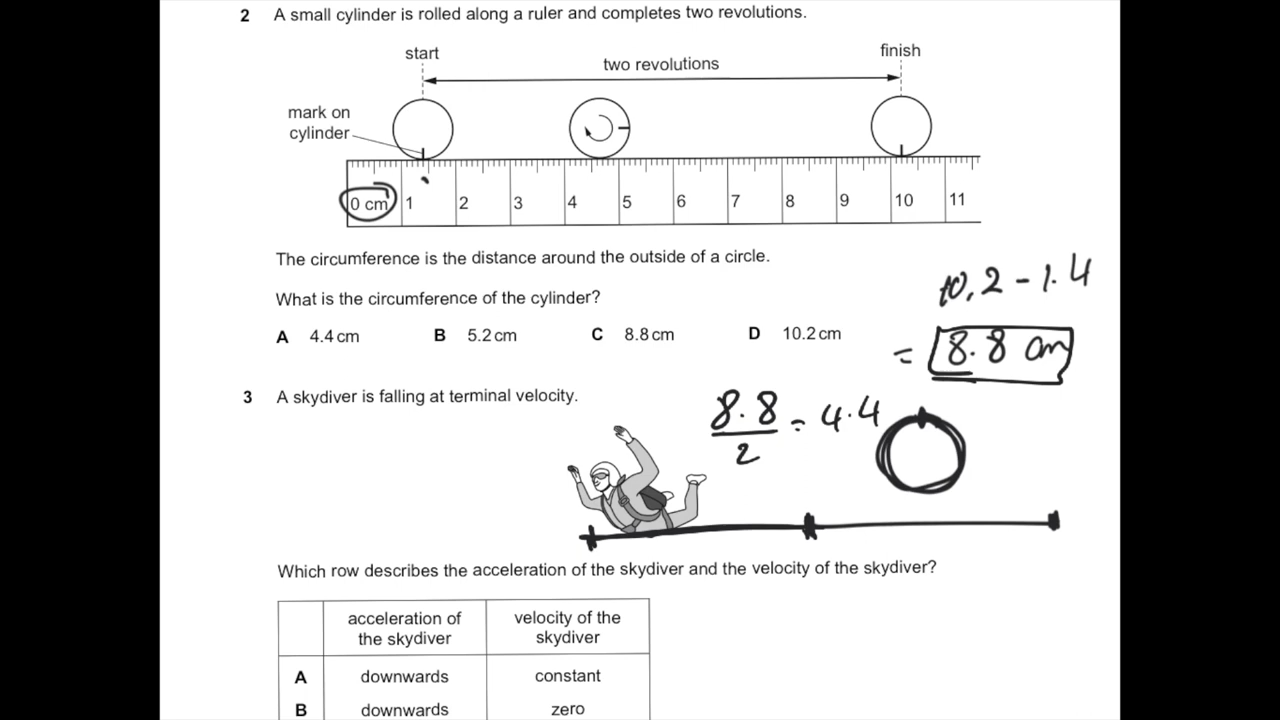 2 A small cylinder is rolled along a ruler and completes two revolutions.
start
finish
two revolutions
mark on
cylinder
0 cm 1 2 3 4 5 6 7 8 9 10 11
The circumference is the distance around the outside of a circle.
10.2 - 1.4
What is the circumference of the cylinder?
A 4.4 cm B 5.2 cm C 8.8 cm D 10.2 cm
= 8.8 cm
3 A skydiver is falling at terminal velocity.
8.8
2
= 4.4
Which row describes the acceleration of the skydiver and the velocity of the skydiver?
acceleration of
the skydiver
velocity of the
skydiver
A downwards constant
B downwards zero